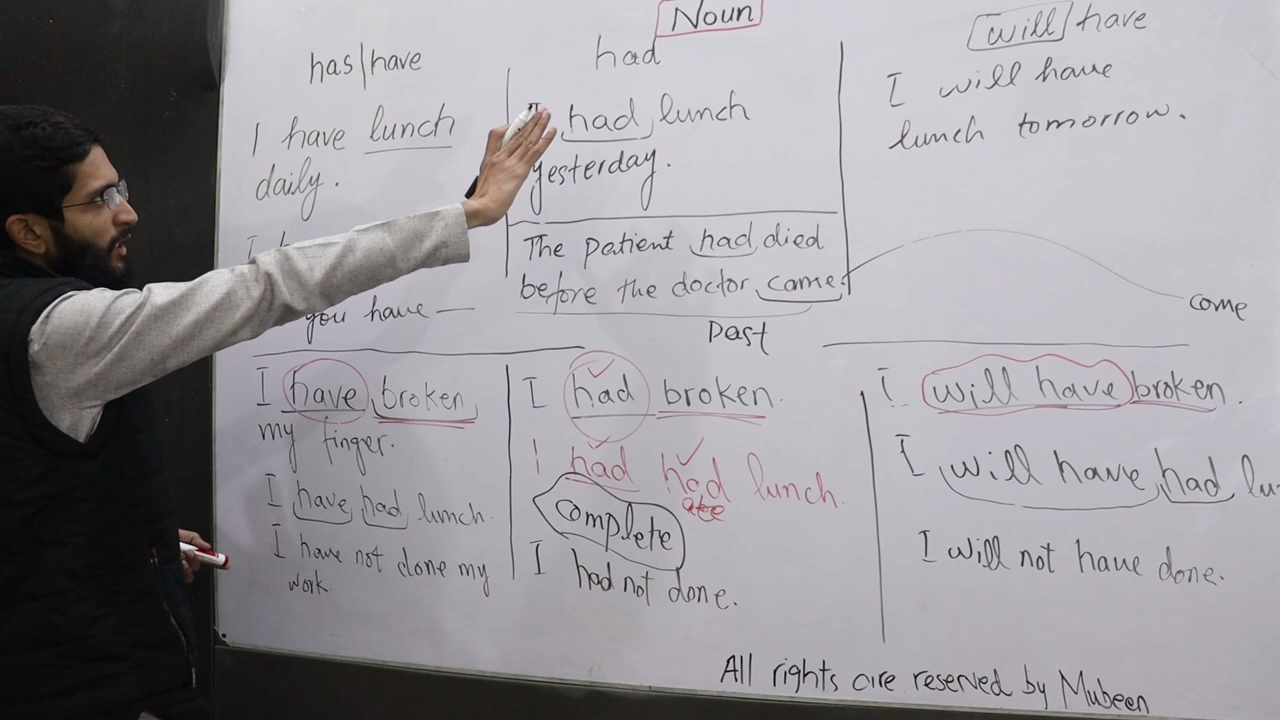 Noun
has|have
I have lunch
daily.
you have —
had
had lunch
yesterday.
The patient had died
before the doctor came.
Past
will/have
I will have
lunch tomorrow.
come
I have broken
my finger.
I have had lunch.
I have not done my
work
I had broken.
I had had lunch.
ate
complete
I had not done.
I will have broken.
I will have had lu
I will not have done.
All rights are reserved by Mubeen